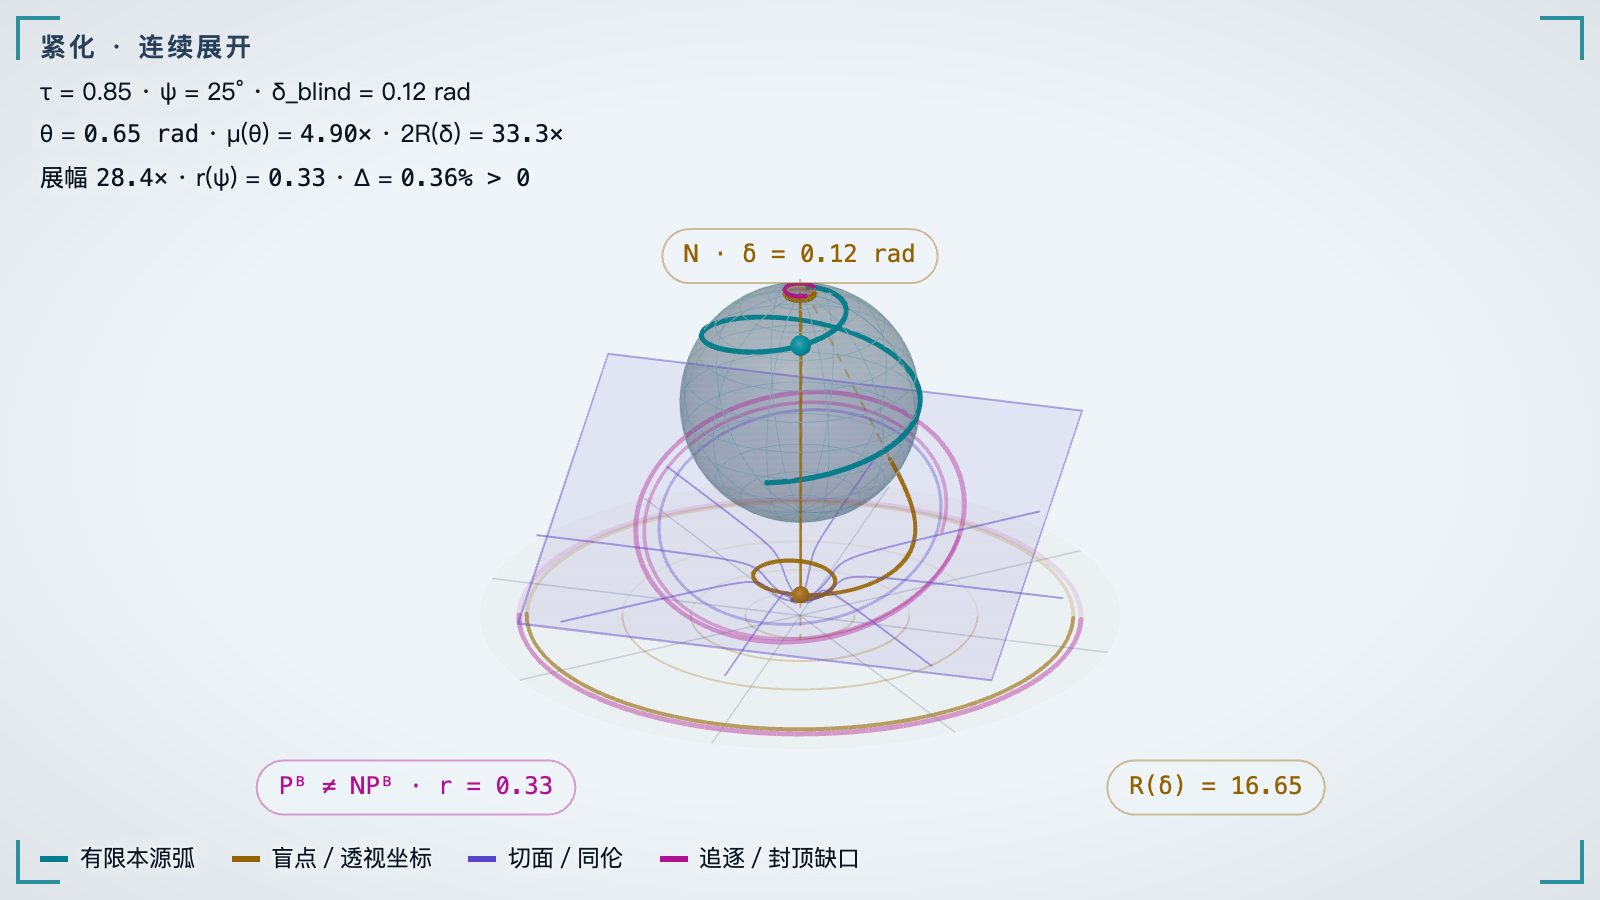 紧化 · 连续展开
τ = 0.85 · ψ = 25° · δ_blind = 0.12 rad
θ = 0.65 rad · μ(θ) = 4.90× · 2R(δ) = 33.3×
展幅 28.4× · r(ψ) = 0.33 · Δ = 0.36% > 0
N · δ = 0.12 rad
Pᴮ ≠ NPᴮ · r = 0.33
R(δ) = 16.65
有限本源弧
盲点 / 透视坐标
切面 / 同伦
追逐 / 封顶缺口